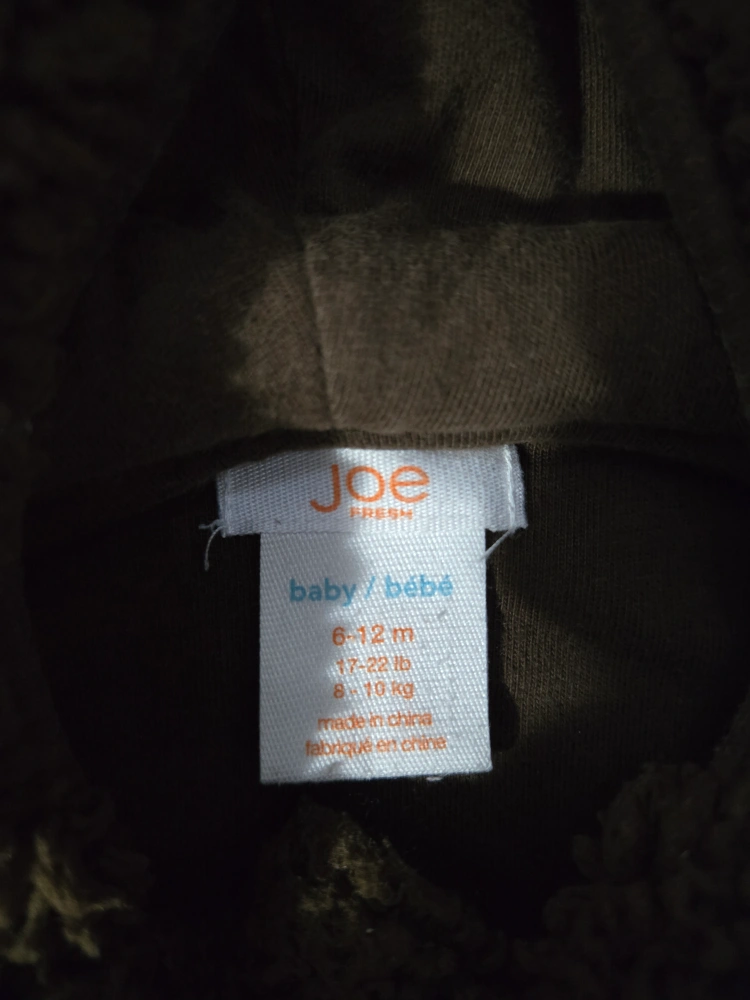 Joe
FRESH
baby / bébé
6-12 m
17-22 lb
8 - 10 kg
made in china
fabriqué en chine